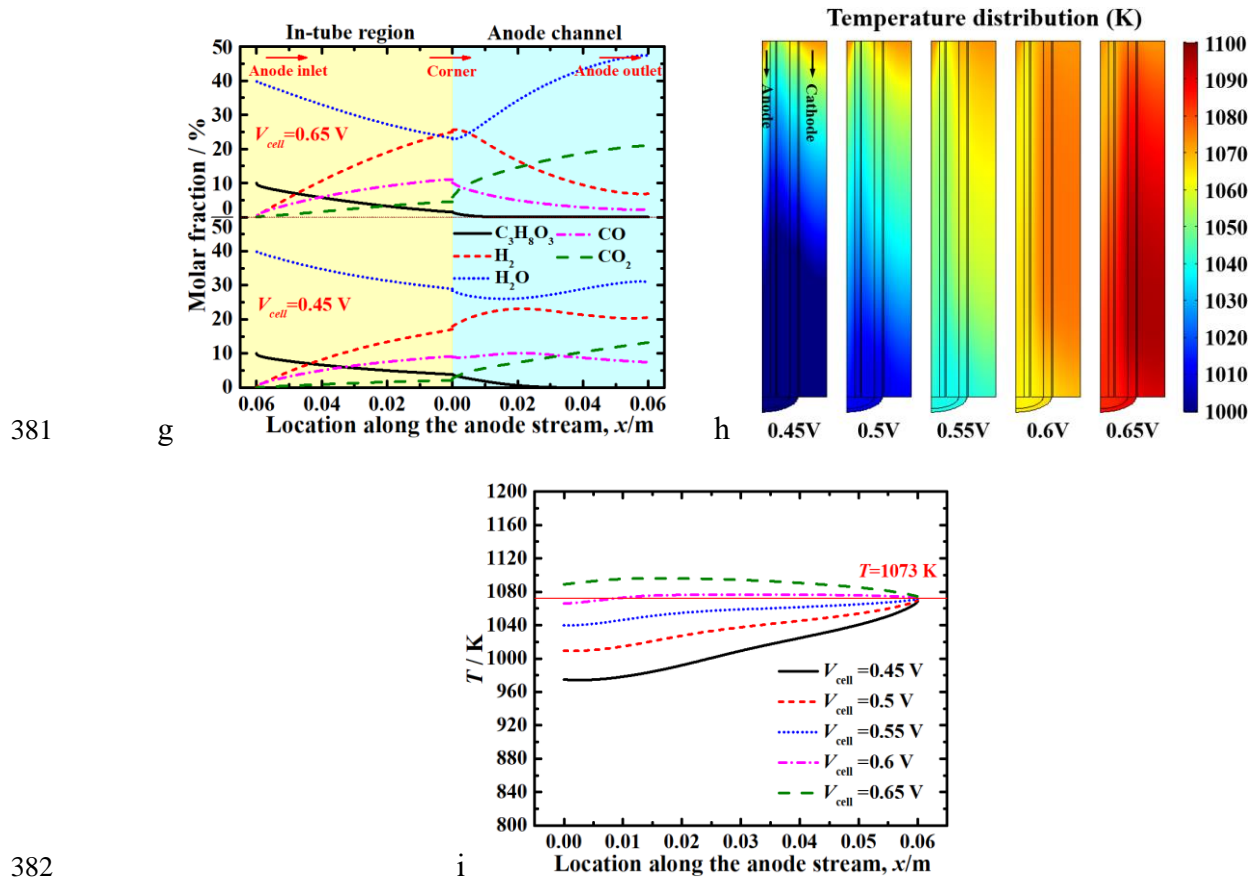 In-tube region Anode channel
Anode inlet Corner Anode outlet
V_cell=0.65 V
50
40
30
20
10
0
50
40
30
20
10
0
Molar fraction / %
C₃H₈O₃ CO
H₂ CO₂
H₂O
V_cell=0.45 V
0.06 0.04 0.02 0.00 0.02 0.04 0.06
Location along the anode stream, x/m
381 g
Temperature distribution (K)
Anode Cathode
0.45V 0.5V 0.55V 0.6V 0.65V
1100
1090
1080
1070
1060
1050
1040
1030
1020
1010
1000
h
1200
1160
1120
1080
1040
1000
960
920
880
840
800
T / K
T=1073 K
V_cell =0.45 V
V_cell =0.5 V
V_cell =0.55 V
V_cell =0.6 V
V_cell =0.65 V
0.00 0.01 0.02 0.03 0.04 0.05 0.06
Location along the anode stream, x/m
382 i